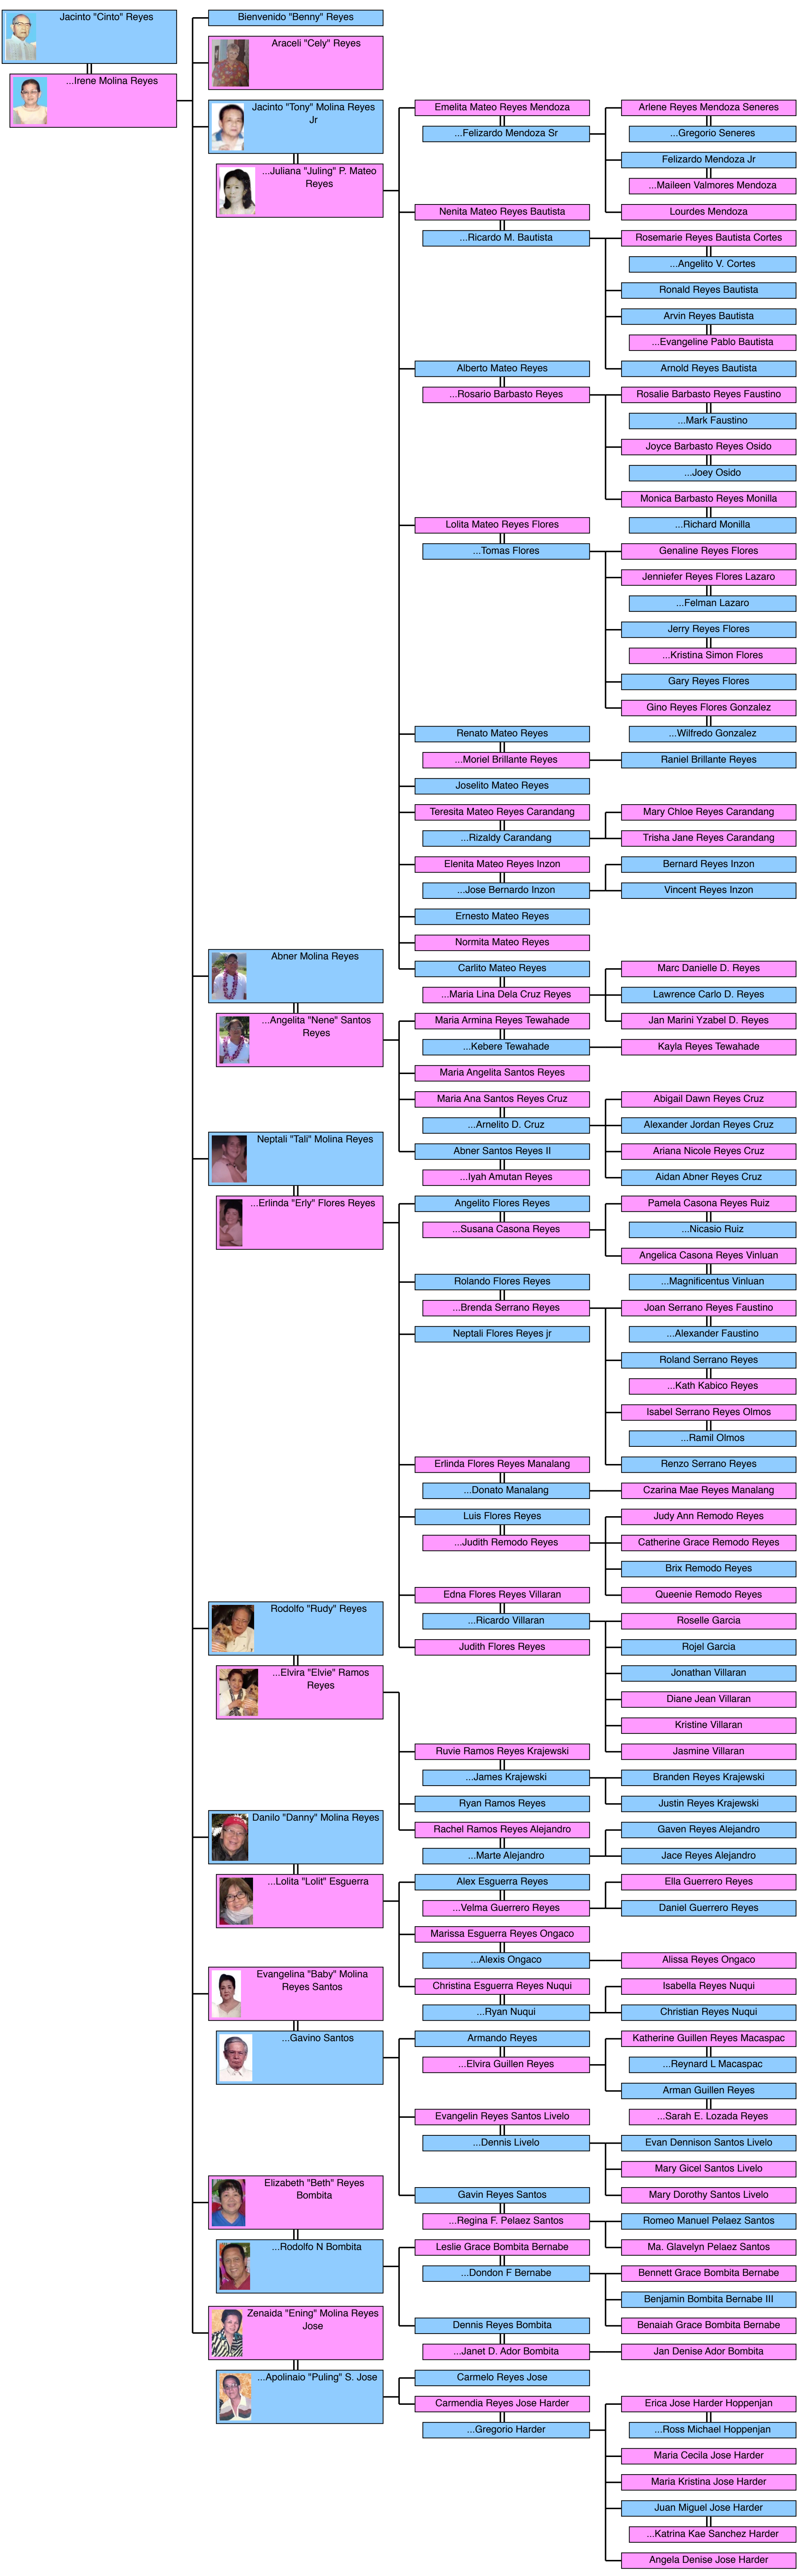 Jacinto "Cinto" Reyes
...Irene Molina Reyes
Bienvenido "Benny" Reyes
Araceli "Cely" Reyes
Jacinto "Tony" Molina Reyes
Jr
...Juliana "Juling" P. Mateo
Reyes
Emelita Mateo Reyes Mendoza
...Felizardo Mendoza Sr
Arlene Reyes Mendoza Seneres
...Gregorio Seneres
Felizardo Mendoza Jr
...Maileen Valmores Mendoza
Lourdes Mendoza
Nenita Mateo Reyes Bautista
...Ricardo M. Bautista
Rosemarie Reyes Bautista Cortes
...Angelito V. Cortes
Ronald Reyes Bautista
Arvin Reyes Bautista
...Evangeline Pablo Bautista
Arnold Reyes Bautista
Alberto Mateo Reyes
...Rosario Barbasto Reyes
Rosalie Barbasto Reyes Faustino
...Mark Faustino
Joyce Barbasto Reyes Osido
...Joey Osido
Monica Barbasto Reyes Monilla
...Richard Monilla
Lolita Mateo Reyes Flores
...Tomas Flores
Genaline Reyes Flores
Jenniefer Reyes Flores Lazaro
...Felman Lazaro
Jerry Reyes Flores
...Kristina Simon Flores
Gary Reyes Flores
Gino Reyes Flores Gonzalez
...Wilfredo Gonzalez
Renato Mateo Reyes
...Moriel Brillante Reyes
Raniel Brillante Reyes
Joselito Mateo Reyes
Teresita Mateo Reyes Carandang
...Rizaldy Carandang
Mary Chloe Reyes Carandang
Trisha Jane Reyes Carandang
Elenita Mateo Reyes Inzon
...Jose Bernardo Inzon
Bernard Reyes Inzon
Vincent Reyes Inzon
Ernesto Mateo Reyes
Normita Mateo Reyes
Carlito Mateo Reyes
...Maria Lina Dela Cruz Reyes
Marc Danielle D. Reyes
Lawrence Carlo D. Reyes
Jan Marini Yzabel D. Reyes
Abner Molina Reyes
...Angelita "Nene" Santos
Reyes
Maria Armina Reyes Tewahade
...Kebere Tewahade
Kayla Reyes Tewahade
Maria Angelita Santos Reyes
Maria Ana Santos Reyes Cruz
...Arnelito D. Cruz
Abigail Dawn Reyes Cruz
Alexander Jordan Reyes Cruz
Ariana Nicole Reyes Cruz
Aidan Abner Reyes Cruz
Abner Santos Reyes II
...Iyah Amutan Reyes
Neptali "Tali" Molina Reyes
...Erlinda "Erly" Flores Reyes
Angelito Flores Reyes
...Susana Casona Reyes
Pamela Casona Reyes Ruiz
...Nicasio Ruiz
Angelica Casona Reyes Vinluan
...Magnificentus Vinluan
Rolando Flores Reyes
...Brenda Serrano Reyes
Joan Serrano Reyes Faustino
...Alexander Faustino
Roland Serrano Reyes
...Kath Kabico Reyes
Isabel Serrano Reyes Olmos
...Ramil Olmos
Renzo Serrano Reyes
Neptali Flores Reyes jr
Erlinda Flores Reyes Manalang
...Donato Manalang
Czarina Mae Reyes Manalang
Luis Flores Reyes
...Judith Remodo Reyes
Judy Ann Remodo Reyes
Catherine Grace Remodo Reyes
Brix Remodo Reyes
Queenie Remodo Reyes
Edna Flores Reyes Villaran
...Ricardo Villaran
Roselle Garcia
Rojel Garcia
Jonathan Villaran
Diane Jean Villaran
Kristine Villaran
Jasmine Villaran
Judith Flores Reyes
Rodolfo "Rudy" Reyes
...Elvira "Elvie" Ramos
Reyes
Ruvie Ramos Reyes Krajewski
...James Krajewski
Branden Reyes Krajewski
Justin Reyes Krajewski
Ryan Ramos Reyes
Rachel Ramos Reyes Alejandro
...Marte Alejandro
Gaven Reyes Alejandro
Jace Reyes Alejandro
Danilo "Danny" Molina Reyes
...Lolita "Lolit" Esguerra
Alex Esguerra Reyes
...Velma Guerrero Reyes
Ella Guerrero Reyes
Daniel Guerrero Reyes
Marissa Esguerra Reyes Ongaco
...Alexis Ongaco
Alissa Reyes Ongaco
Christina Esguerra Reyes Nuqui
...Ryan Nuqui
Isabella Reyes Nuqui
Christian Reyes Nuqui
Evangelina "Baby" Molina
Reyes Santos
...Gavino Santos
Armando Reyes
...Elvira Guillen Reyes
Katherine Guillen Reyes Macaspac
...Reynard L Macaspac
Arman Guillen Reyes
...Sarah E. Lozada Reyes
Evangelin Reyes Santos Livelo
...Dennis Livelo
Evan Dennison Santos Livelo
Mary Gicel Santos Livelo
Mary Dorothy Santos Livelo
Gavin Reyes Santos
...Regina F. Pelaez Santos
Romeo Manuel Pelaez Santos
Ma. Glavelyn Pelaez Santos
Elizabeth "Beth" Reyes
Bombita
...Rodolfo N Bombita
Leslie Grace Bombita Bernabe
...Dondon F Bernabe
Bennett Grace Bombita Bernabe
Benjamin Bombita Bernabe III
Benaiah Grace Bombita Bernabe
Dennis Reyes Bombita
...Janet D. Ador Bombita
Jan Denise Ador Bombita
Zenaida "Ening" Molina Reyes
Jose
...Apolinaio "Puling" S. Jose
Carmelo Reyes Jose
Carmendia Reyes Jose Harder
...Gregorio Harder
Erica Jose Harder Hoppenjan
...Ross Michael Hoppenjan
Maria Cecila Jose Harder
Maria Kristina Jose Harder
Juan Miguel Jose Harder
...Katrina Kae Sanchez Harder
Angela Denise Jose Harder